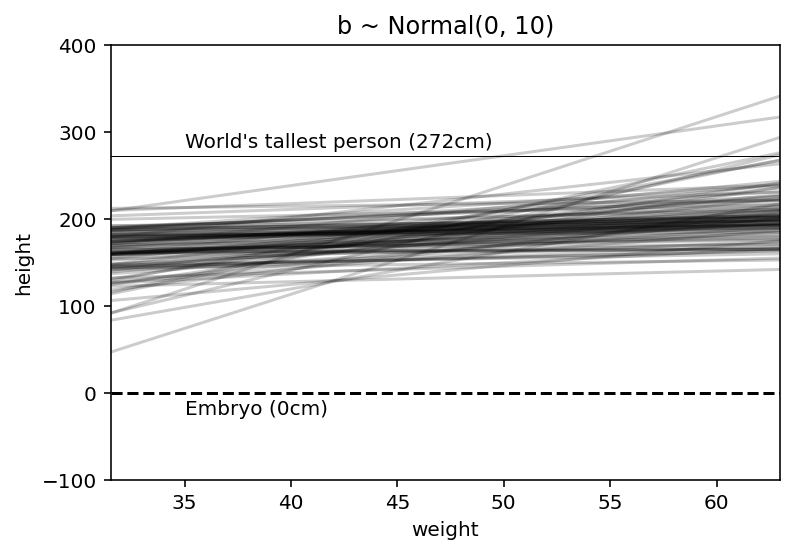 b ~ Normal(0, 10)
400
World's tallest person (272cm)
300
200
height
100
0
Embryo (0cm)
−100
35 40 45 50 55 60
weight